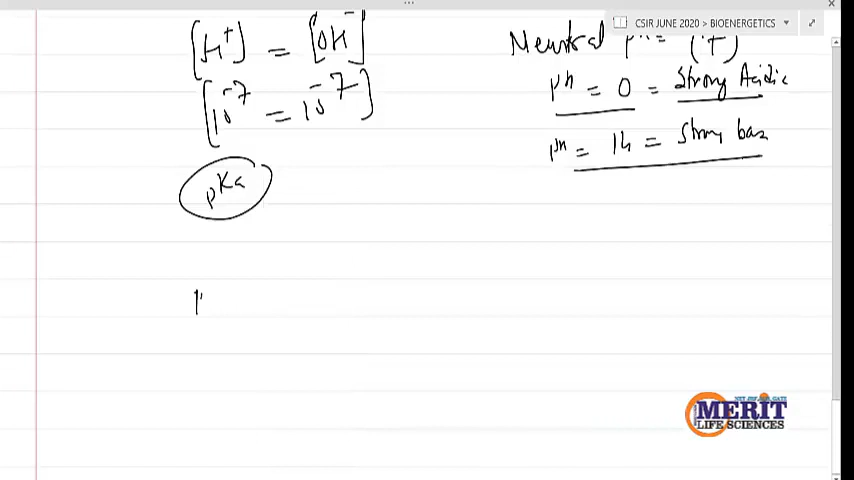 CSIR JUNE 2020 > BIOENERGETICS
[H⁺] = [OH⁻]
[10⁻⁷ = 10⁻⁷]
pKa
Neutral pH = (7)
pH = 0 = Strong Acidic
pH = 14 = Strong bas
MERIT
LIFE SCIENCES